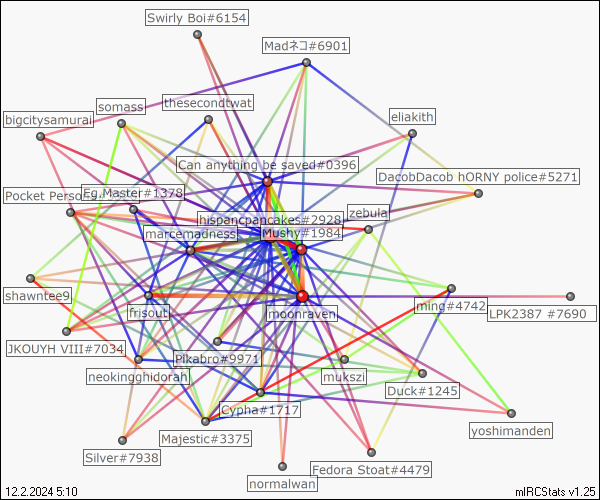 Swirly Boi#6154
Madネコ#6901
thesecondtwat
somass
bigcitysamurai
eliakith
Can anything be saved#0396
DacobDacob hORNY police#5271
Eg.Master#1378
Pocket
hispancpancakes#2928
zebula
marcemadness
Mushy#1984
shawntee9
ming#4742
LPK2387 #7690
frisout
moonraven
JKOUYH VIII#7034
Pikabro#9971
neokingghidorah
mukszi
Duck#1245
Cypha#1717
yoshimanden
Majestic#3375
Silver#7938
Fedora Stoat#4479
normalwan
12.2.2024 5:10
mIRCStats v1.25